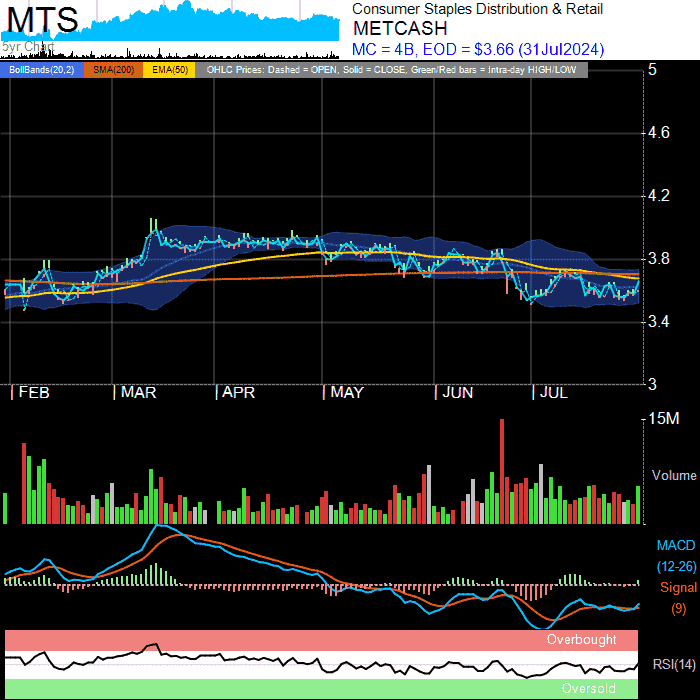 MTS
5yr Chart
Consumer Staples Distribution & Retail
METCASH
MC = 4B, EOD = $3.66 (31Jul2024)
BollBands(20,2) SMA(200) EMA(50) OHLC Prices: Dashed = OPEN, Solid = CLOSE, Green/Red bars = Intra-day HIGH/LOW
5
4.6
4.2
3.8
3.4
3
FEB MAR APR MAY JUN JUL
15M
Volume
MACD
(12-26)
Signal
(9)
Overbought
RSI(14)
Oversold